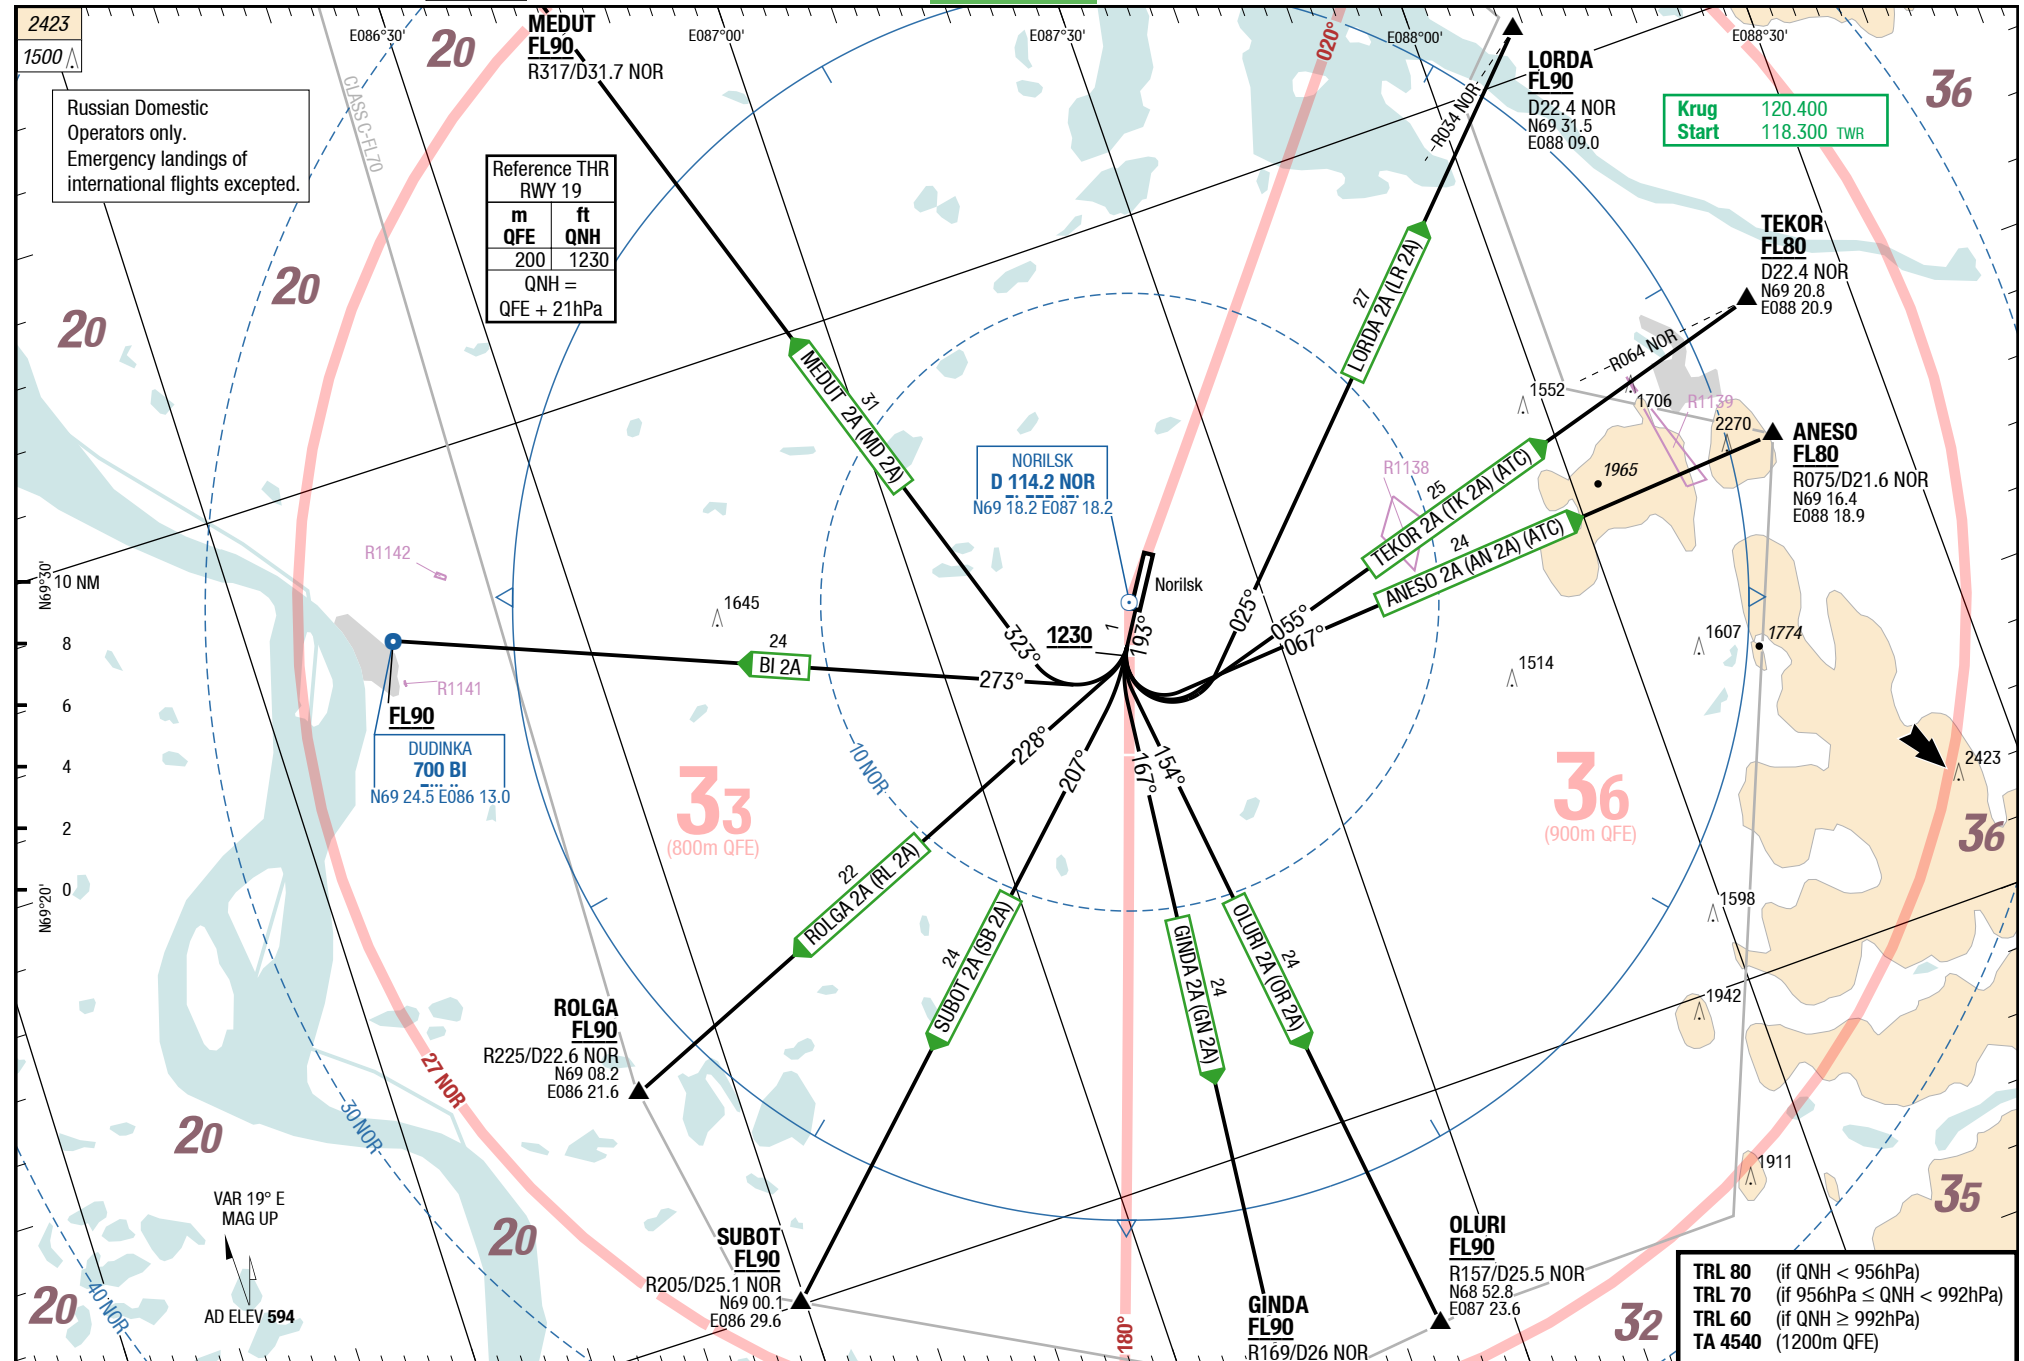 2423
1500
Russian Domestic
Operators only.
Emergency landings of
international flights excepted.
E086°30'
E087°00'
E087°30'
E088°00'
E088°30'
CLASS C-FL70
20
20
20
20
20
20
MEDUT
FL90
R317/D31.7 NOR
Reference THR
RWY 19
m ft
QFE QNH
200 1230
QNH =
QFE + 21hPa
020°
LORDA
FL90
D22.4 NOR
N69 31.5
E088 09.0
R034 NOR
Krug 120.400
Start 118.300 TWR
36
TEKOR
FL80
D22.4 NOR
N69 20.8
E088 20.9
R064 NOR
27
LORDA 2A (LR 2A)
31
MEDUT 2A (MD 2A)
1552
1706
R1139
2270
ANESO
FL80
R075/D21.6 NOR
N69 16.4
E088 18.9
1965
R1138
NORILSK
D 114.2 NOR
N69 18.2 E087 18.2
25
TEKOR 2A (TK 2A) (ATC)
24
ANESO 2A (AN 2A) (ATC)
R1142
N69°30'
10 NM
8
6
4
2
0
N69°20'
Norilsk
1645
1
193°
1230
323°
025°
055°
067°
24
BI 2A
273°
R1141
FL90
DUDINKA
700 BI
N69 24.5 E086 13.0
1607
1774
1514
228°
207°
167°
154°
10 NOR
33
(800m QFE)
36
(900m QFE)
2423
36
22
ROLGA 2A (RL 2A)
24
SUBOT 2A (SB 2A)
24
GINDA 2A (GN 2A)
24
OLURI 2A (OR 2A)
1598
1942
ROLGA
FL90
R225/D22.6 NOR
N69 08.2
E086 21.6
27 NOR
30 NOR
40 NOR
1911
35
VAR 19° E
MAG UP
AD ELEV 594
SUBOT
FL90
R205/D25.1 NOR
N69 00.1
E086 29.6
180°
GINDA
FL90
R169/D26 NOR
OLURI
FL90
R157/D25.5 NOR
N68 52.8
E087 23.6
32
TRL 80 (if QNH < 956hPa)
TRL 70 (if 956hPa ≤ QNH < 992hPa)
TRL 60 (if QNH ≥ 992hPa)
TA 4540 (1200m QFE)